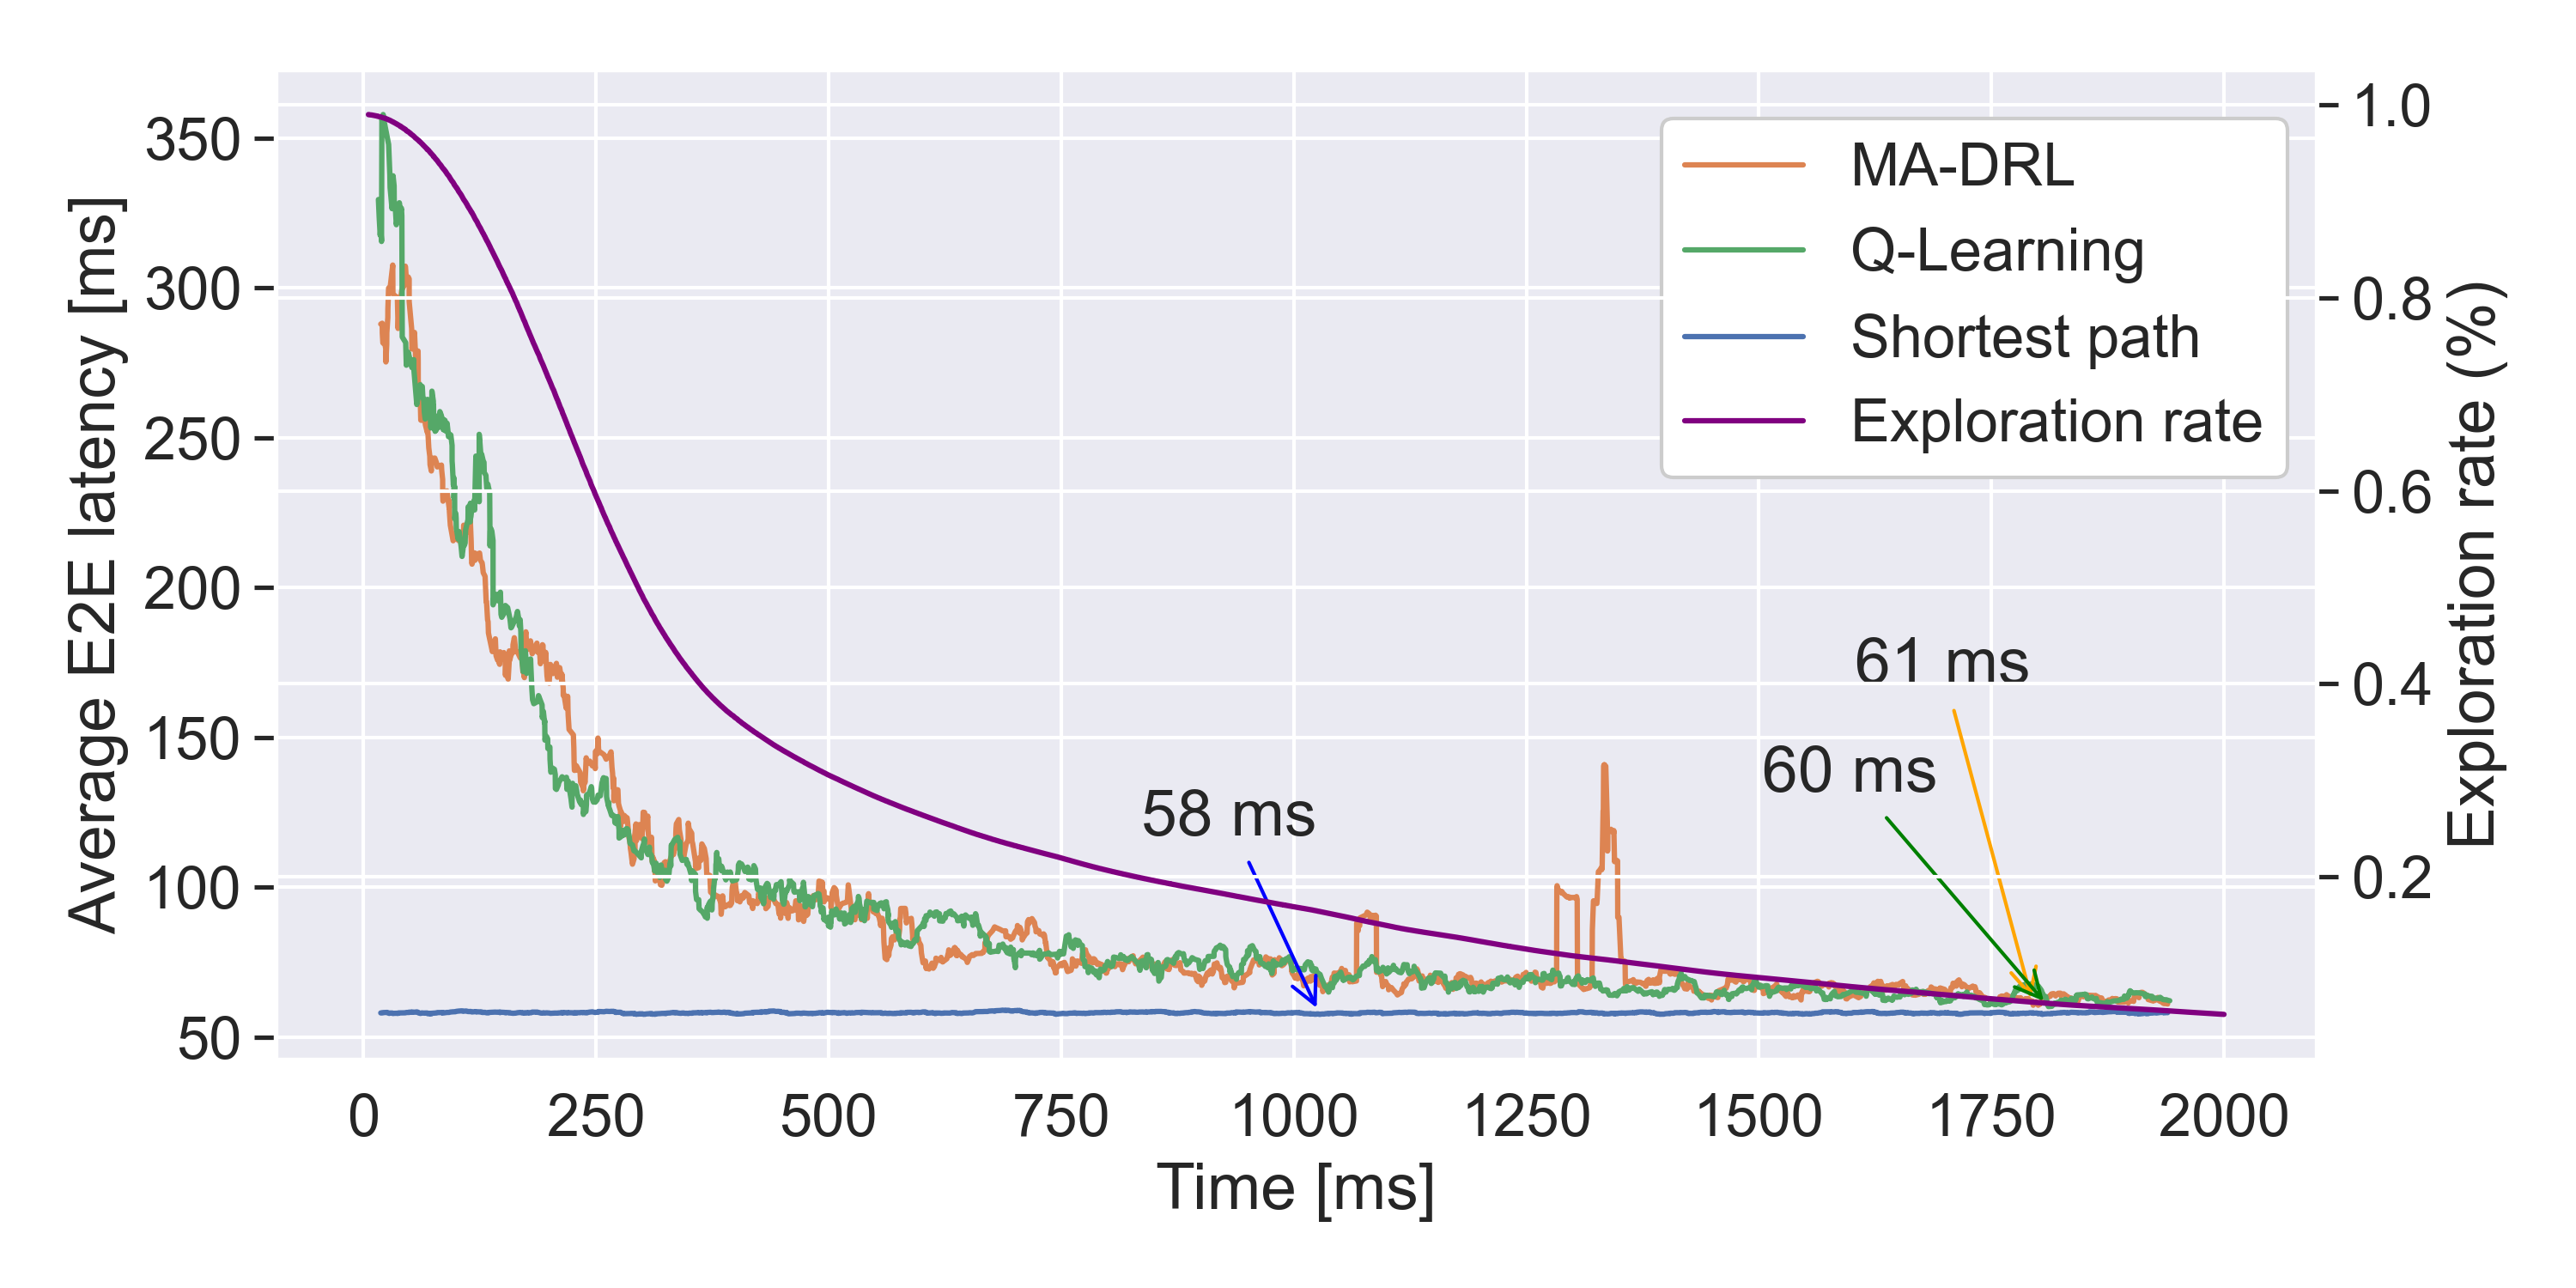 350
300
250
200
150
100
50
Average E2E latency [ms]
1.0
0.8
0.6
0.4
0.2
Exploration rate (%)
MA-DRL
Q-Learning
Shortest path
Exploration rate
61 ms
60 ms
58 ms
0 250 500 750 1000 1250 1500 1750 2000
Time [ms]